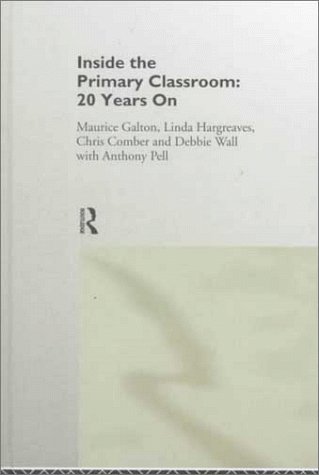 Inside the
Primary Classroom:
20 Years On
Maurice Galton, Linda Hargreaves,
Chris Comber and Debbie Wall
with Anthony Pell
R